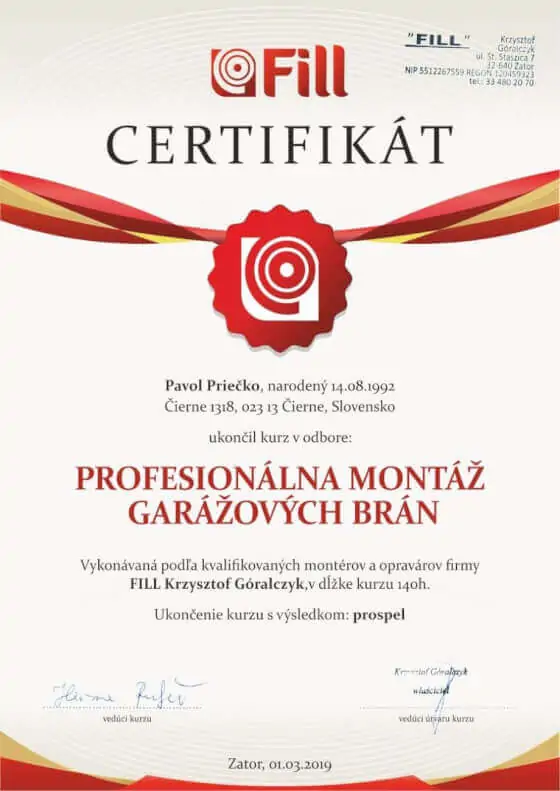 Fill
"FILL"
Krzysztof
Góralczyk
ul. St. Staszica 7
32-640 Zator
NIP 5512267559 REGON 120459323
tel.: 33 480 20 70
CERTIFIKÁT
Pavol Priečko, narodený 14.08.1992
Čierne 1318, 023 13 Čierne, Slovensko
ukončil kurz v odbore:
PROFESIONÁLNA MONTÁŽ
GARÁŽOVÝCH BRÁN
Vykonávaná podľa kvalifikovaných montérov a opravárov firmy
FILL Krzysztof Góralczyk,v dĺžke kurzu 140h.
Ukončenie kurzu s výsledkom: prospel
Krzysztof Góralczyk
właściciel
vedúci kurzu
vedúci útvaru kurzu
Zator, 01.03.2019